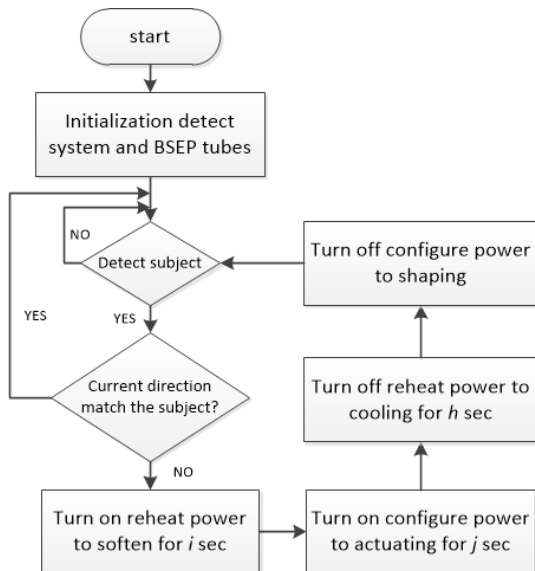 start
Initialization detect
system and BSEP tubes
NO
Detect subject
YES
YES
Current direction
match the subject?
NO
Turn on reheat power
to soften for i sec
Turn on configure power
to actuating for j sec
Turn off reheat power to
cooling for h sec
Turn off configure power
to shaping